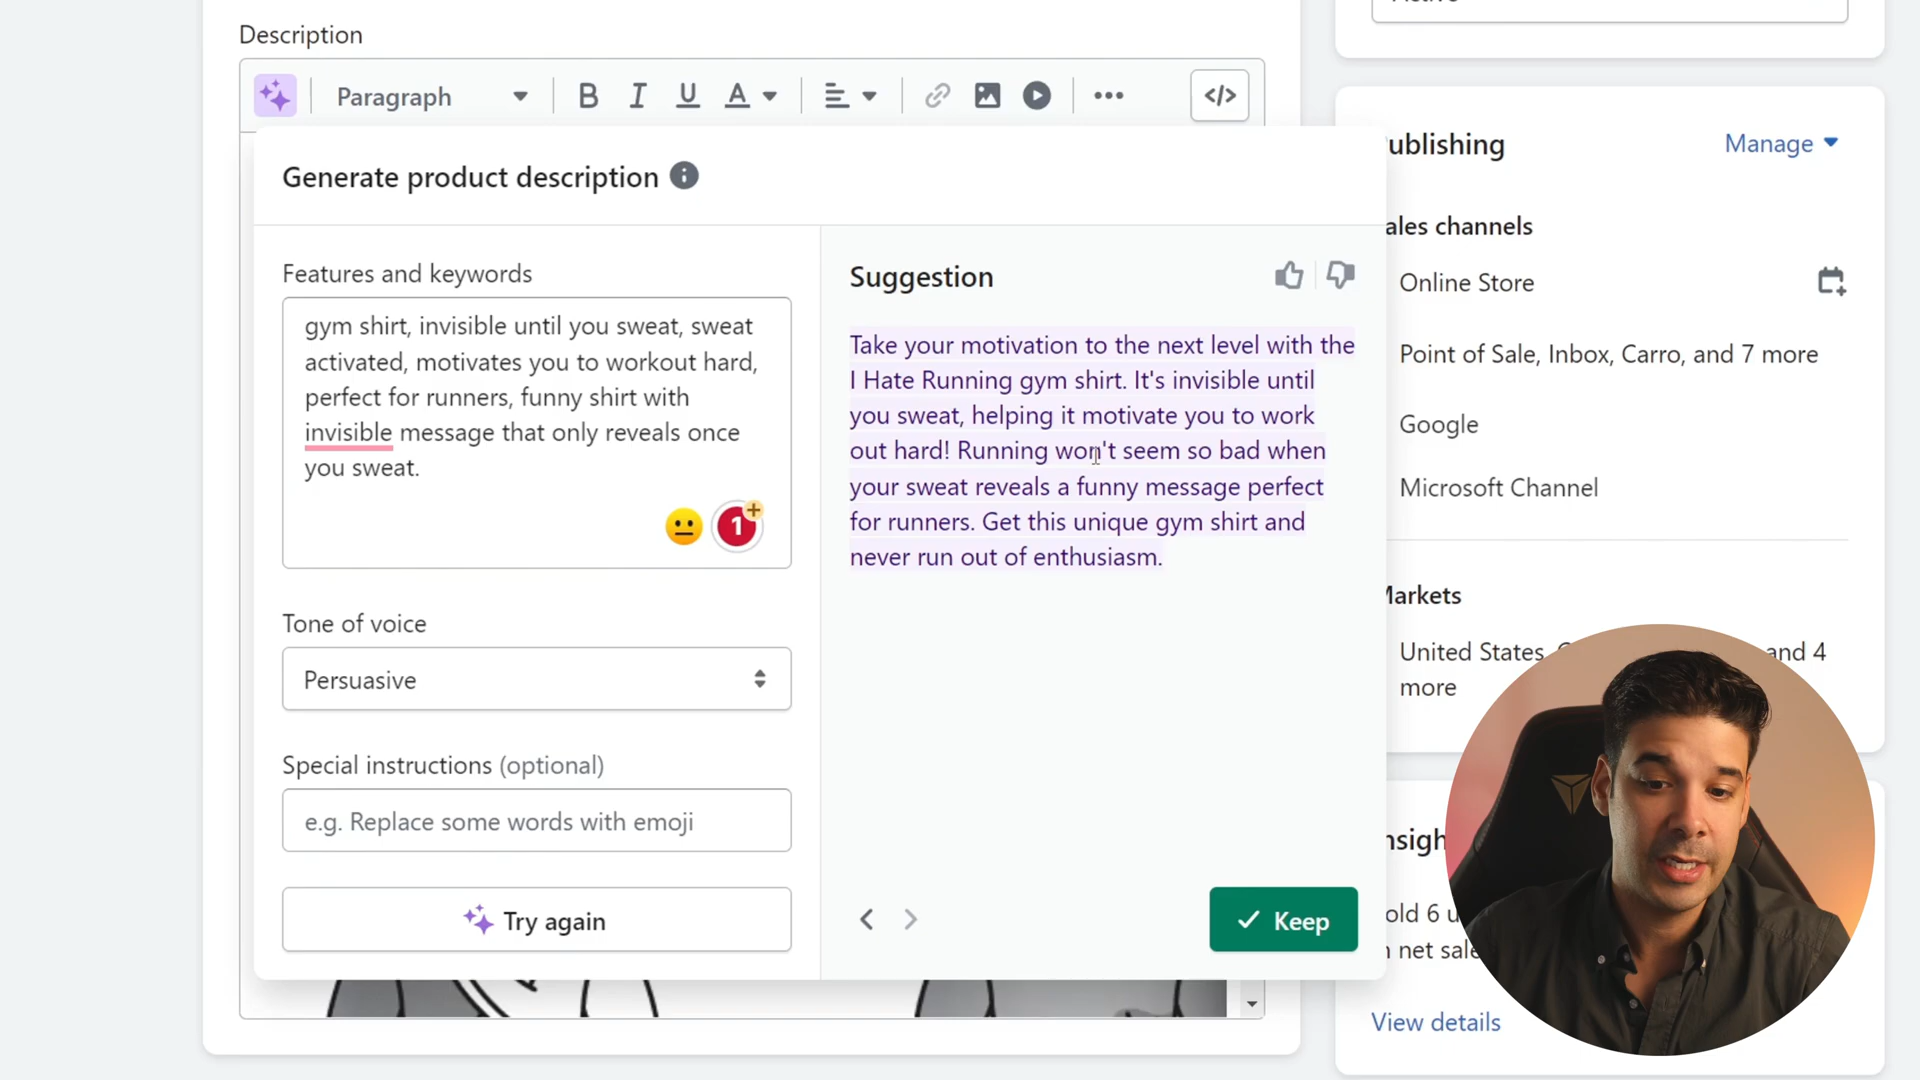 Description
Paragraph
B I U A
</>
Generate product description
Features and keywords
gym shirt, invisible until you sweat, sweat
activated, motivates you to workout hard,
perfect for runners, funny shirt with
invisible message that only reveals once
you sweat.
1
Tone of voice
Persuasive
Special instructions (optional)
e.g. Replace some words with emoji
Try again
Suggestion
Take your motivation to the next level with the
I Hate Running gym shirt. It's invisible until
you sweat, helping it motivate you to work
out hard! Running won't seem so bad when
your sweat reveals a funny message perfect
for runners. Get this unique gym shirt and
never run out of enthusiasm.
Keep
ublishing
Manage
ales channels
Online Store
Point of Sale, Inbox, Carro, and 7 more
Google
Microsoft Channel
Markets
United States, and 4
more
nsigh
old 6 u
n net sale
View details